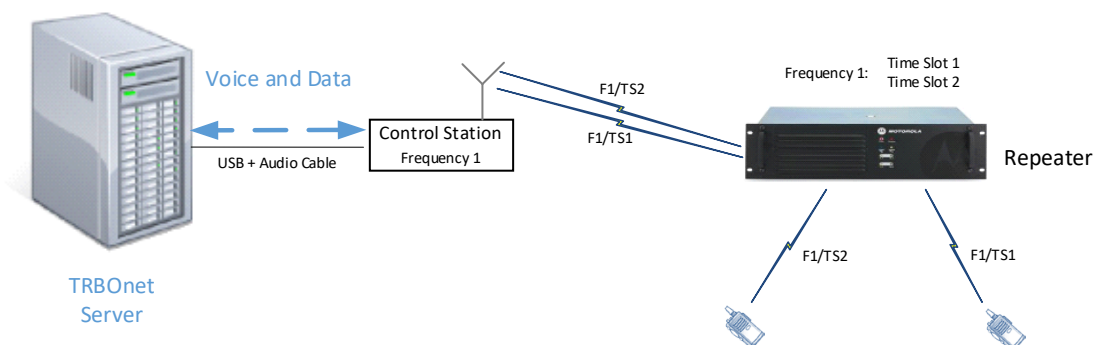 Voice and Data
USB + Audio Cable
Control Station
Frequency 1
F1/TS2
F1/TS1
Frequency 1:
Time Slot 1
Time Slot 2
MOTOROLA
Repeater
F1/TS2
F1/TS1
TRBOnet
Server